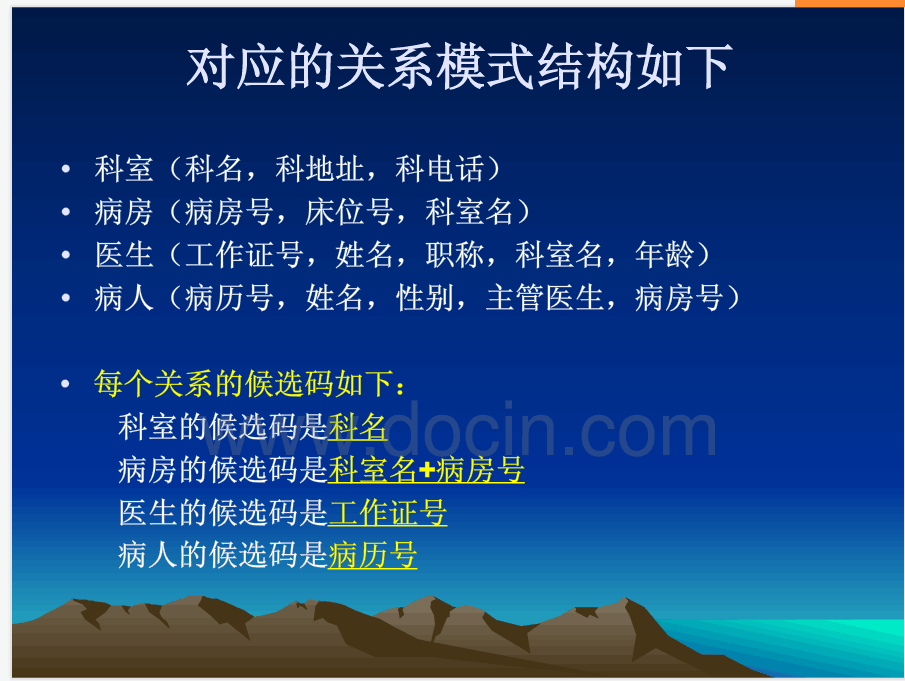 对应的关系模式结构如下
• 科室（科名，科地址，科电话）
• 病房（病房号，床位号，科室名）
• 医生（工作证号，姓名，职称，科室名，年龄）
• 病人（病历号，姓名，性别，主管医生，病房号）
• 每个关系的候选码如下：
科室的候选码是科名
病房的候选码是科室名+病房号
医生的候选码是工作证号
病人的候选码是病历号
www.docin.com